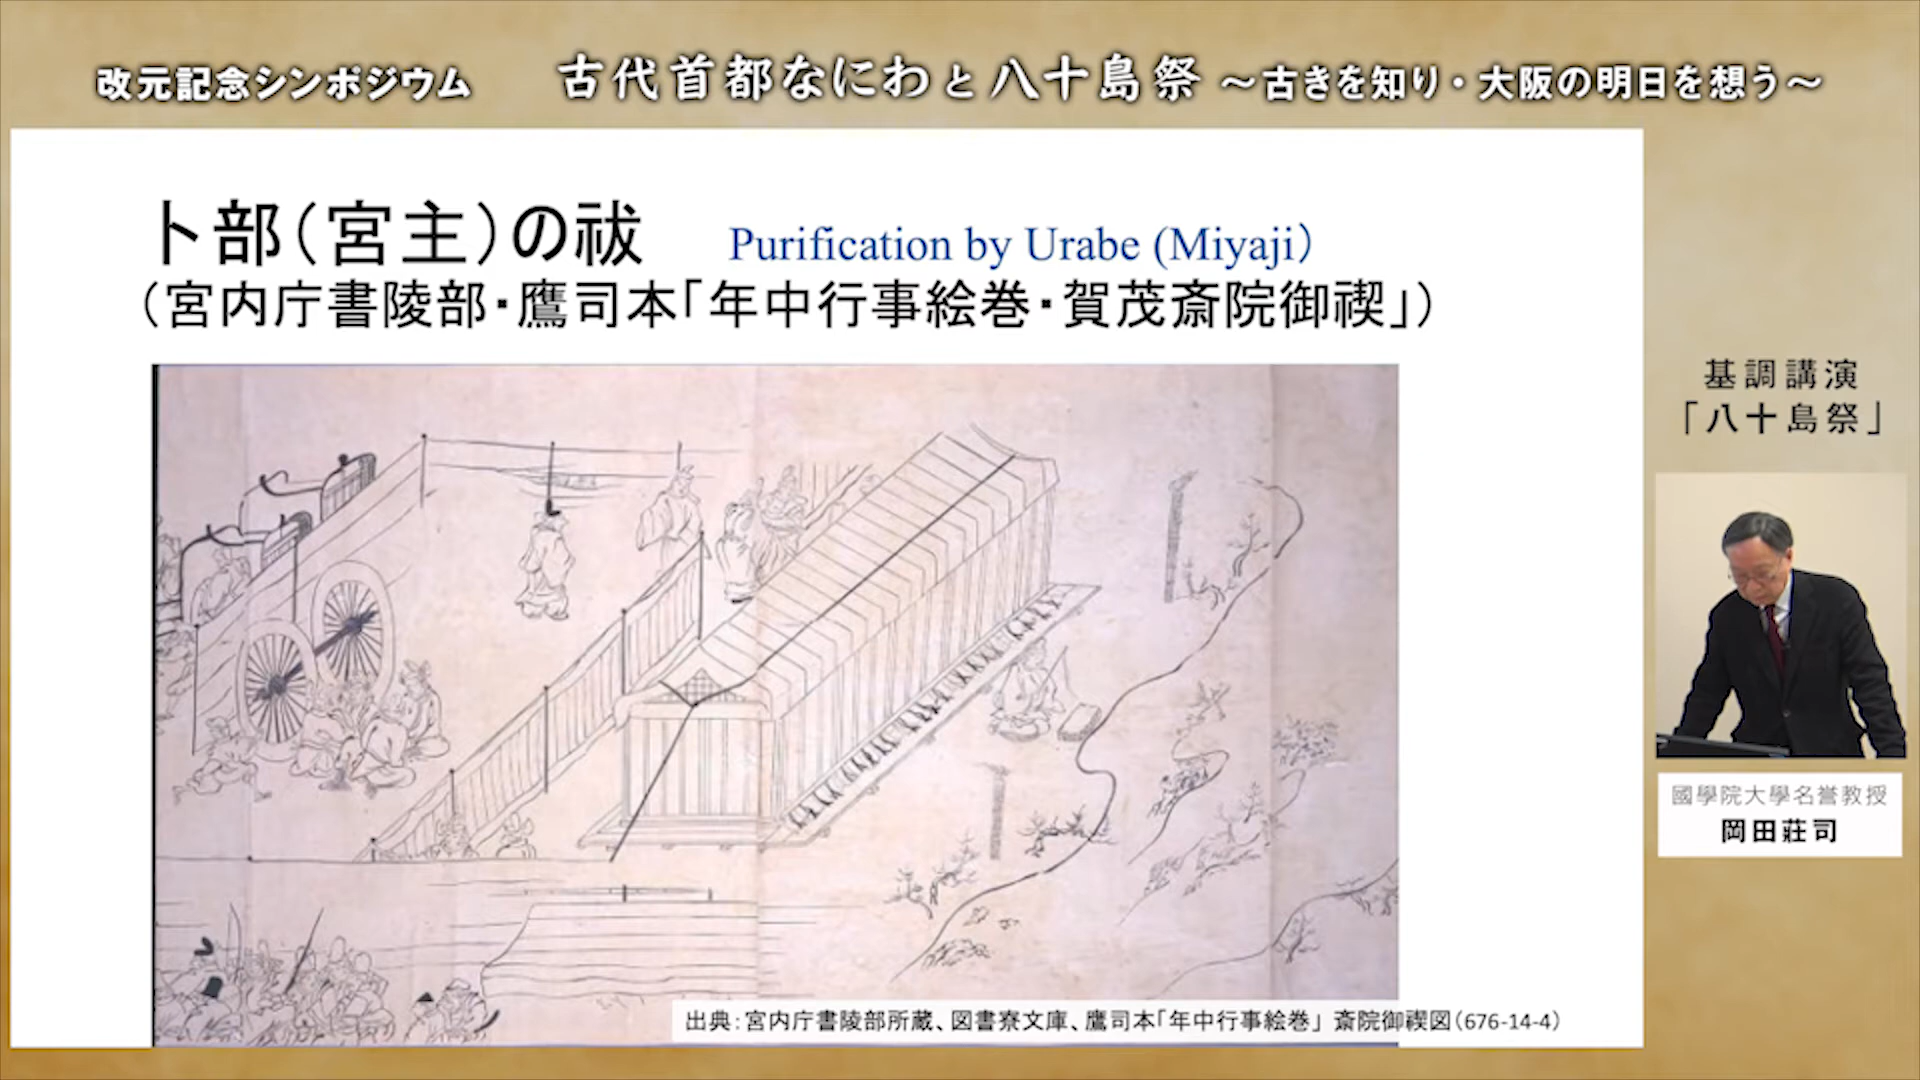 改元記念シンポジウム 古代首都なにわと八十島祭 ～古きを知り・大阪の明日を想う～
卜部（宮主）の祓 Purification by Urabe (Miyaji）
（宮内庁書陵部・鷹司本「年中行事絵巻・賀茂斎院御禊」）
基調講演
「八十島祭」
國學院大學名誉教授
岡田莊司
出典：宮内庁書陵部所蔵、図書寮文庫、鷹司本「年中行事絵巻」 斎院御禊図（676-14-4）